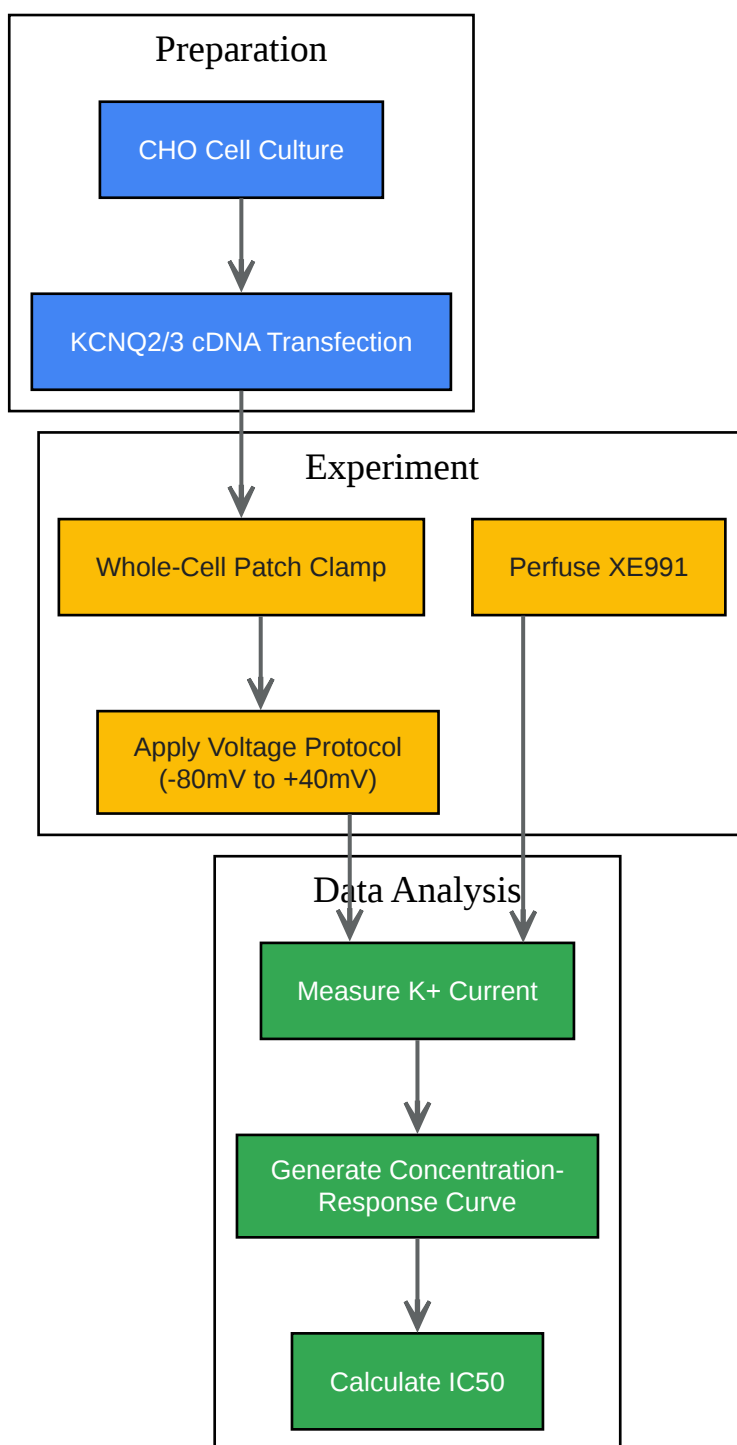 Preparation
CHO Cell Culture
KCNQ2/3 cDNA Transfection
Experiment
Whole-Cell Patch Clamp
Perfuse XE991
Apply Voltage Protocol
(-80mV to +40mV)
Data Analysis
Measure K+ Current
Generate Concentration-
Response Curve
Calculate IC50